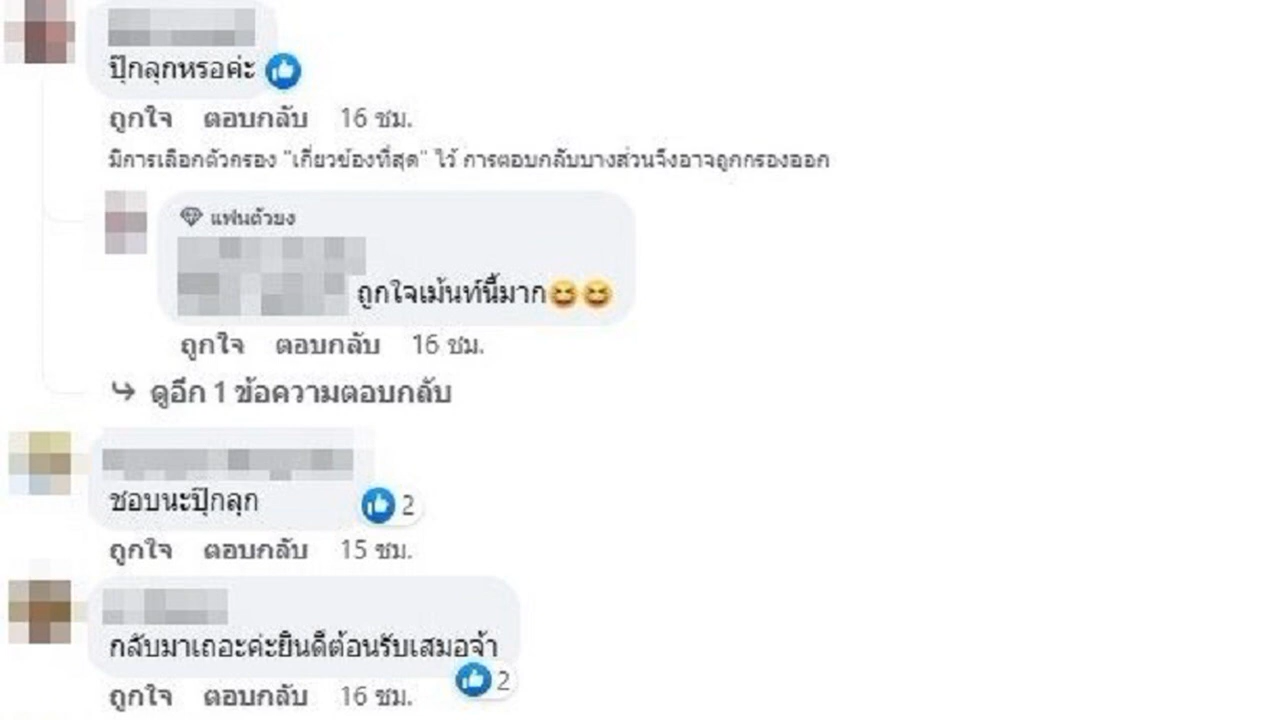 ปุ๊กลุกหรอค่ะ
ถูกใจ ตอบกลับ 16 ชม.
มีการเลือกตัวกรอง "เกี่ยวข้องที่สุด" ไว้ การตอบกลับบางส่วนจึงอาจถูกกรองออก
แฟนตัวยง
ถูกใจเม้นท์นี้มาก😆😆
ถูกใจ ตอบกลับ 16 ชม.
ดูอีก 1 ข้อความตอบกลับ
ชอบนะปุ๊กลุก
2
ถูกใจ ตอบกลับ 15 ชม.
กลับมาเถอะค่ะยินดีต้อนรับเสมอจ้า
2
ถูกใจ ตอบกลับ 16 ชม.